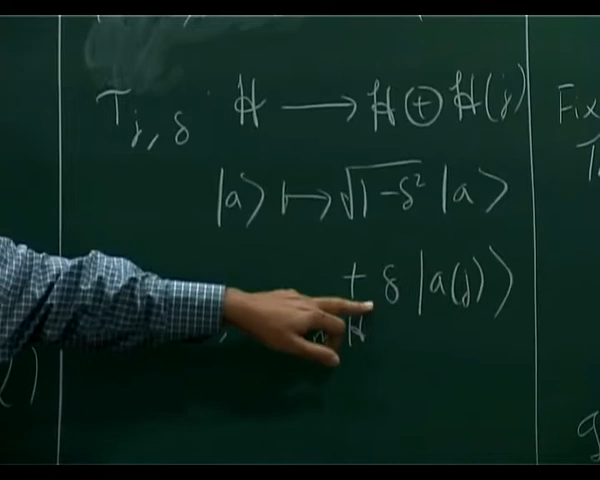 T_{j,δ} ℋ ⟶ ℋ ⊕ ℋ(j)
|a⟩ ↦ √(1-δ²) |a⟩
+ δ |a(j)⟩
Fix